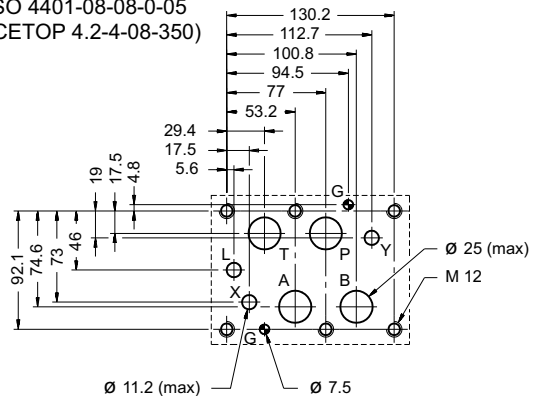 SO 4401-08-08-0-05
CETOP 4.2-4-08-350)
130.2
112.7
100.8
94.5
77
53.2
29.4
17.5
5.6
19
17.5
4.8
92.1
74.6
73
46
G
T
P
Y
L
A
B
X
G
Ø 25 (max)
M 12
Ø 11.2 (max)
Ø 7.5